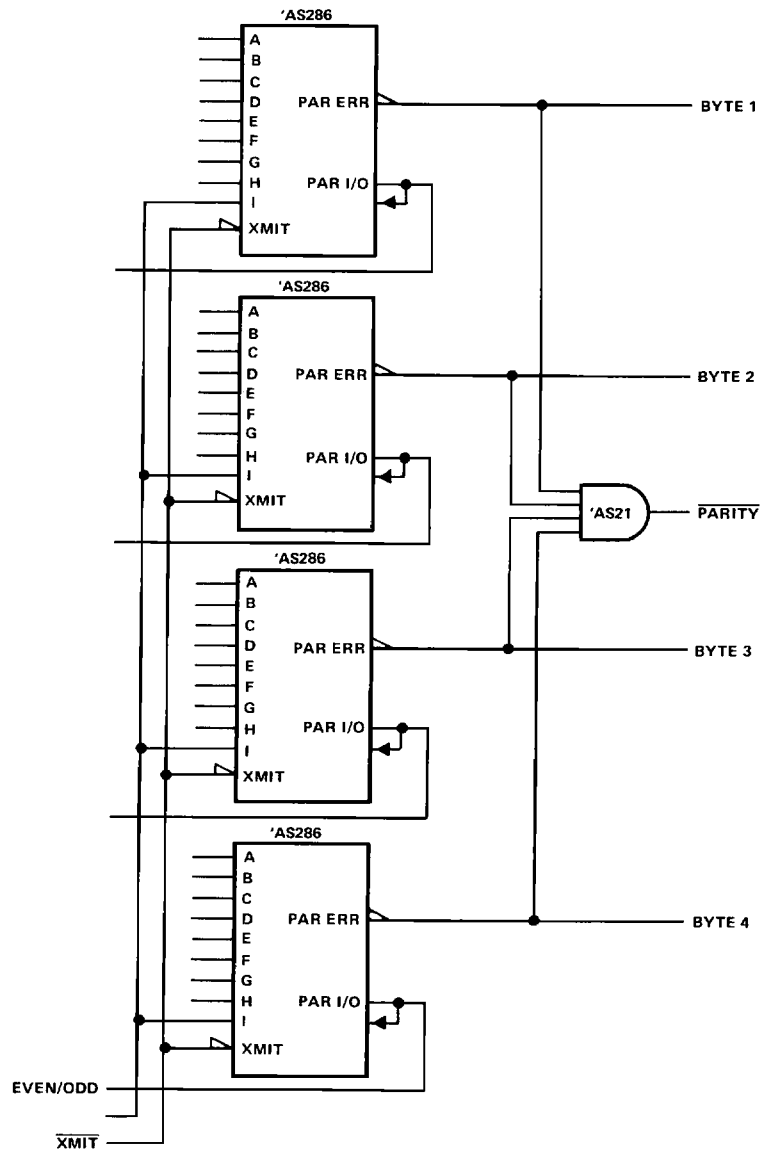 'AS286
A
B
C
D
E
F
G
H
I
XMIT
PAR ERR
PAR I/O
BYTE 1
'AS286
A
B
C
D
E
F
G
H
I
XMIT
PAR ERR
PAR I/O
BYTE 2
'AS21
PARITY
'AS286
A
B
C
D
E
F
G
H
I
XMIT
PAR ERR
PAR I/O
BYTE 3
'AS286
A
B
C
D
E
F
G
H
I
XMIT
PAR ERR
PAR I/O
BYTE 4
EVEN/ODD
XMIT